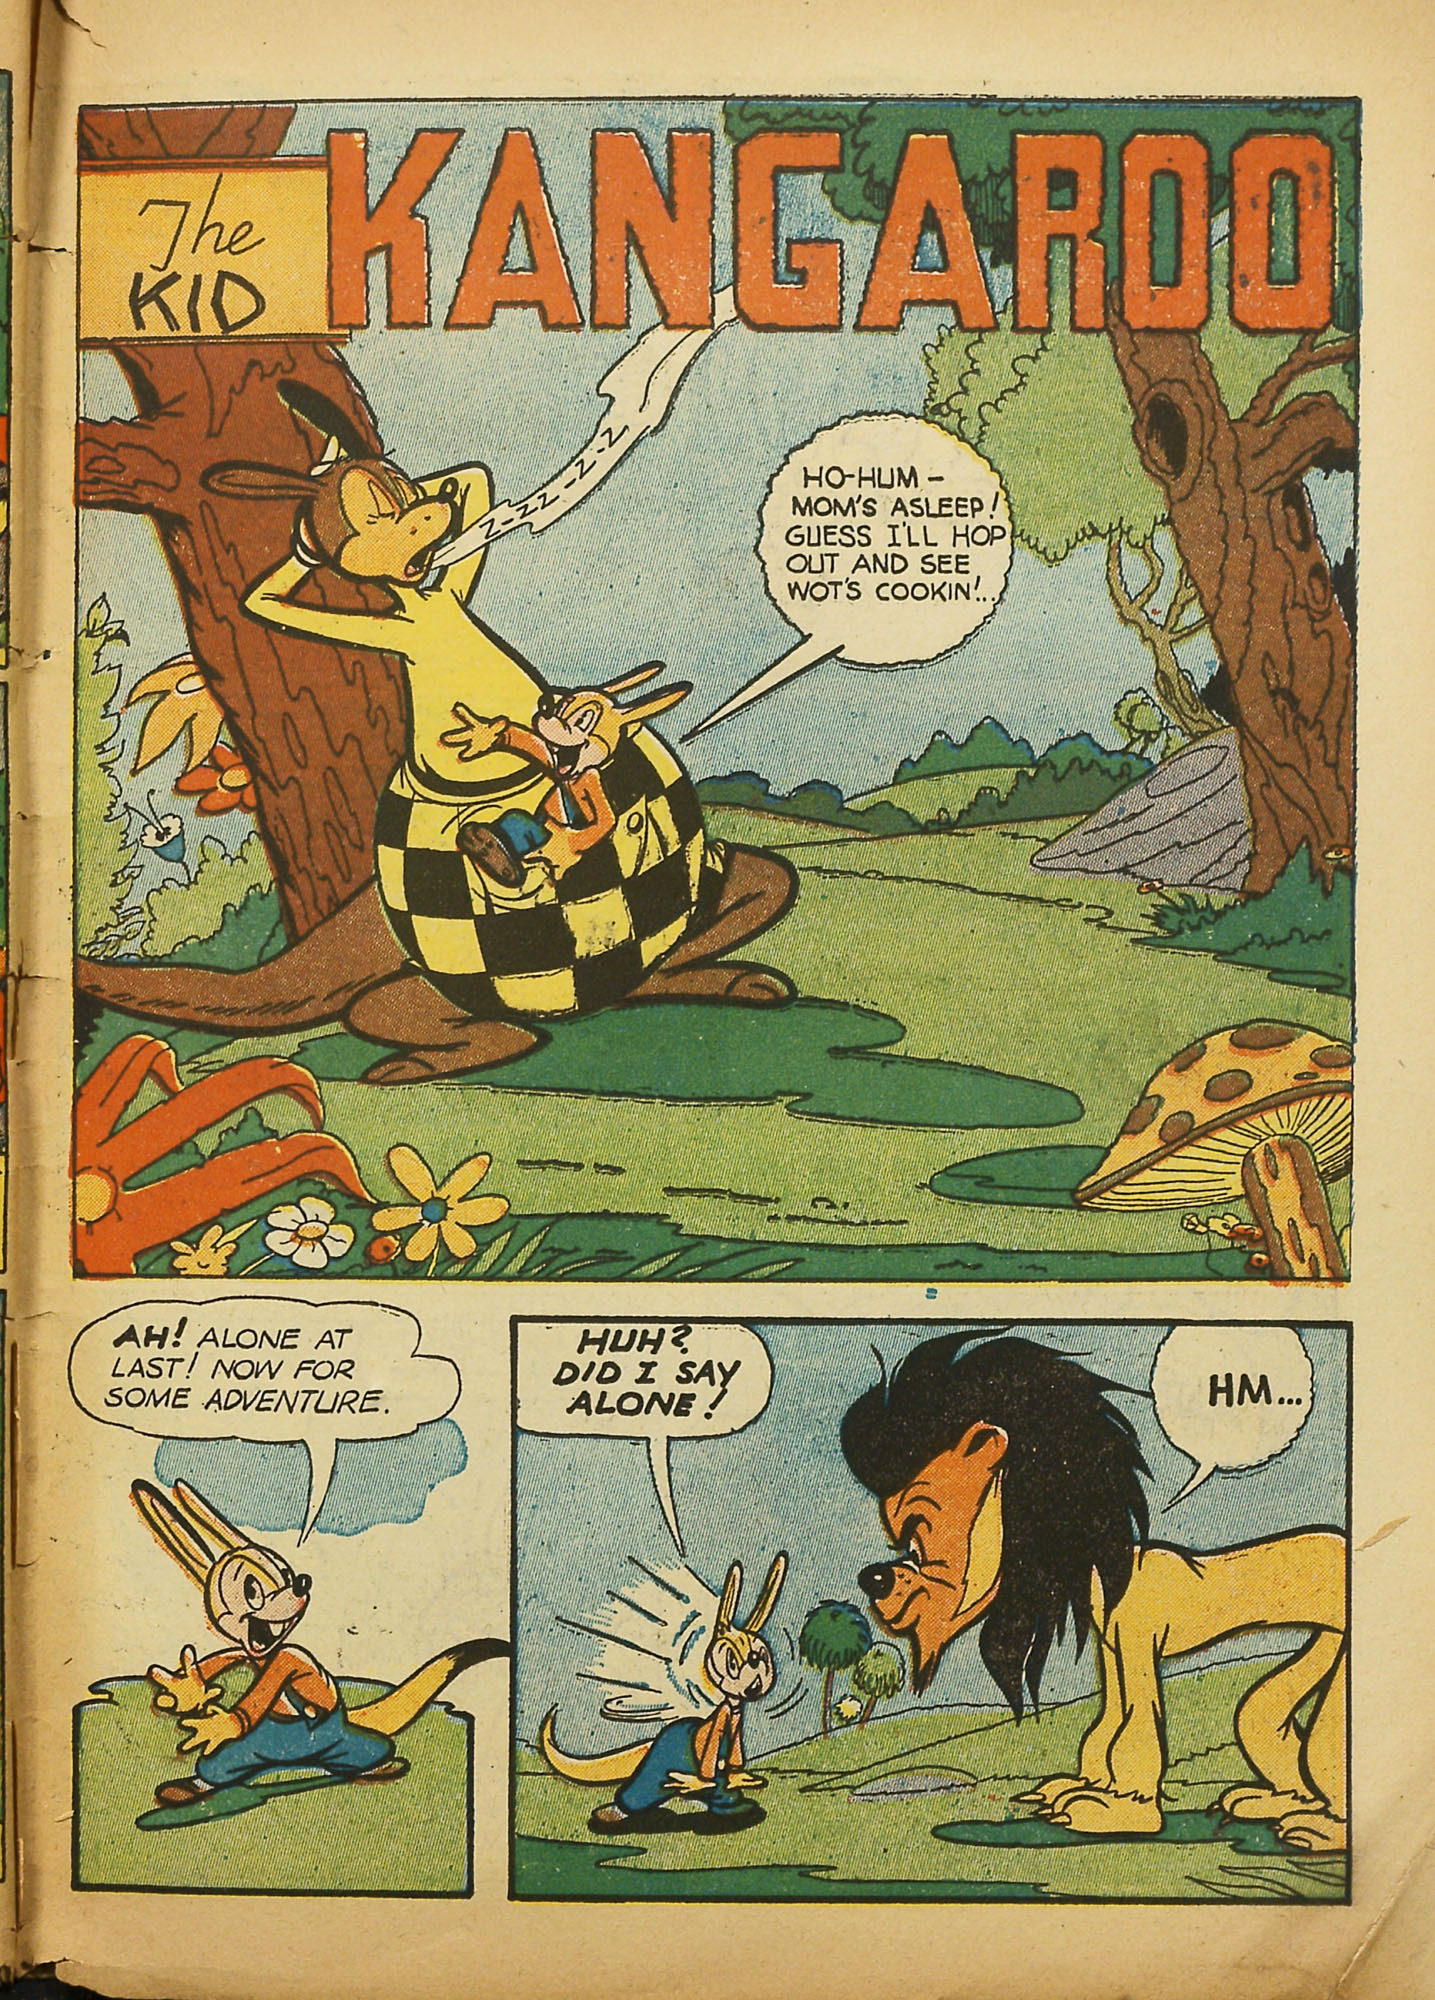 The
KID
KANGAROO
Z-ZZ-Z-Z
HO-HUM –
MOM'S ASLEEP!
GUESS I'LL HOP
OUT AND SEE
WOT'S COOKIN'...
AH! ALONE AT
LAST! NOW FOR
SOME ADVENTURE.
HUH?
DID I SAY
ALONE!
HM...